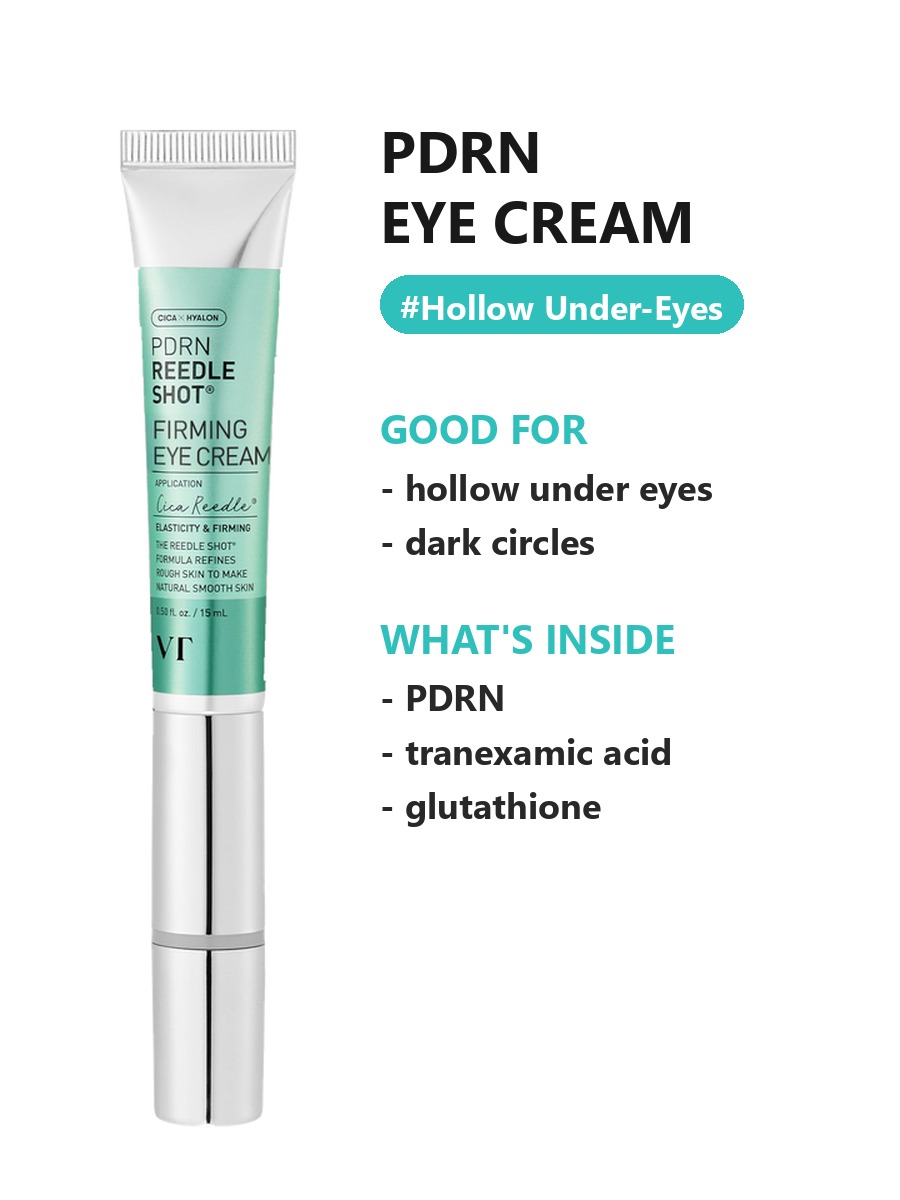 PDRN
EYE CREAM
#Hollow Under-Eyes
GOOD FOR
- hollow under eyes
- dark circles
WHAT'S INSIDE
- PDRN
- tranexamic acid
- glutathione
CICA × HYALON
PDRN
REEDLE
SHOT®
FIRMING
EYE CREAM
APPLICATION
Cica Reedle®
ELASTICITY & FIRMING
THE REEDLE SHOT®
FORMULA REFINES
ROUGH SKIN TO MAKE
NATURAL SMOOTH SKIN
0.50 fl. oz. / 15 mL
VT